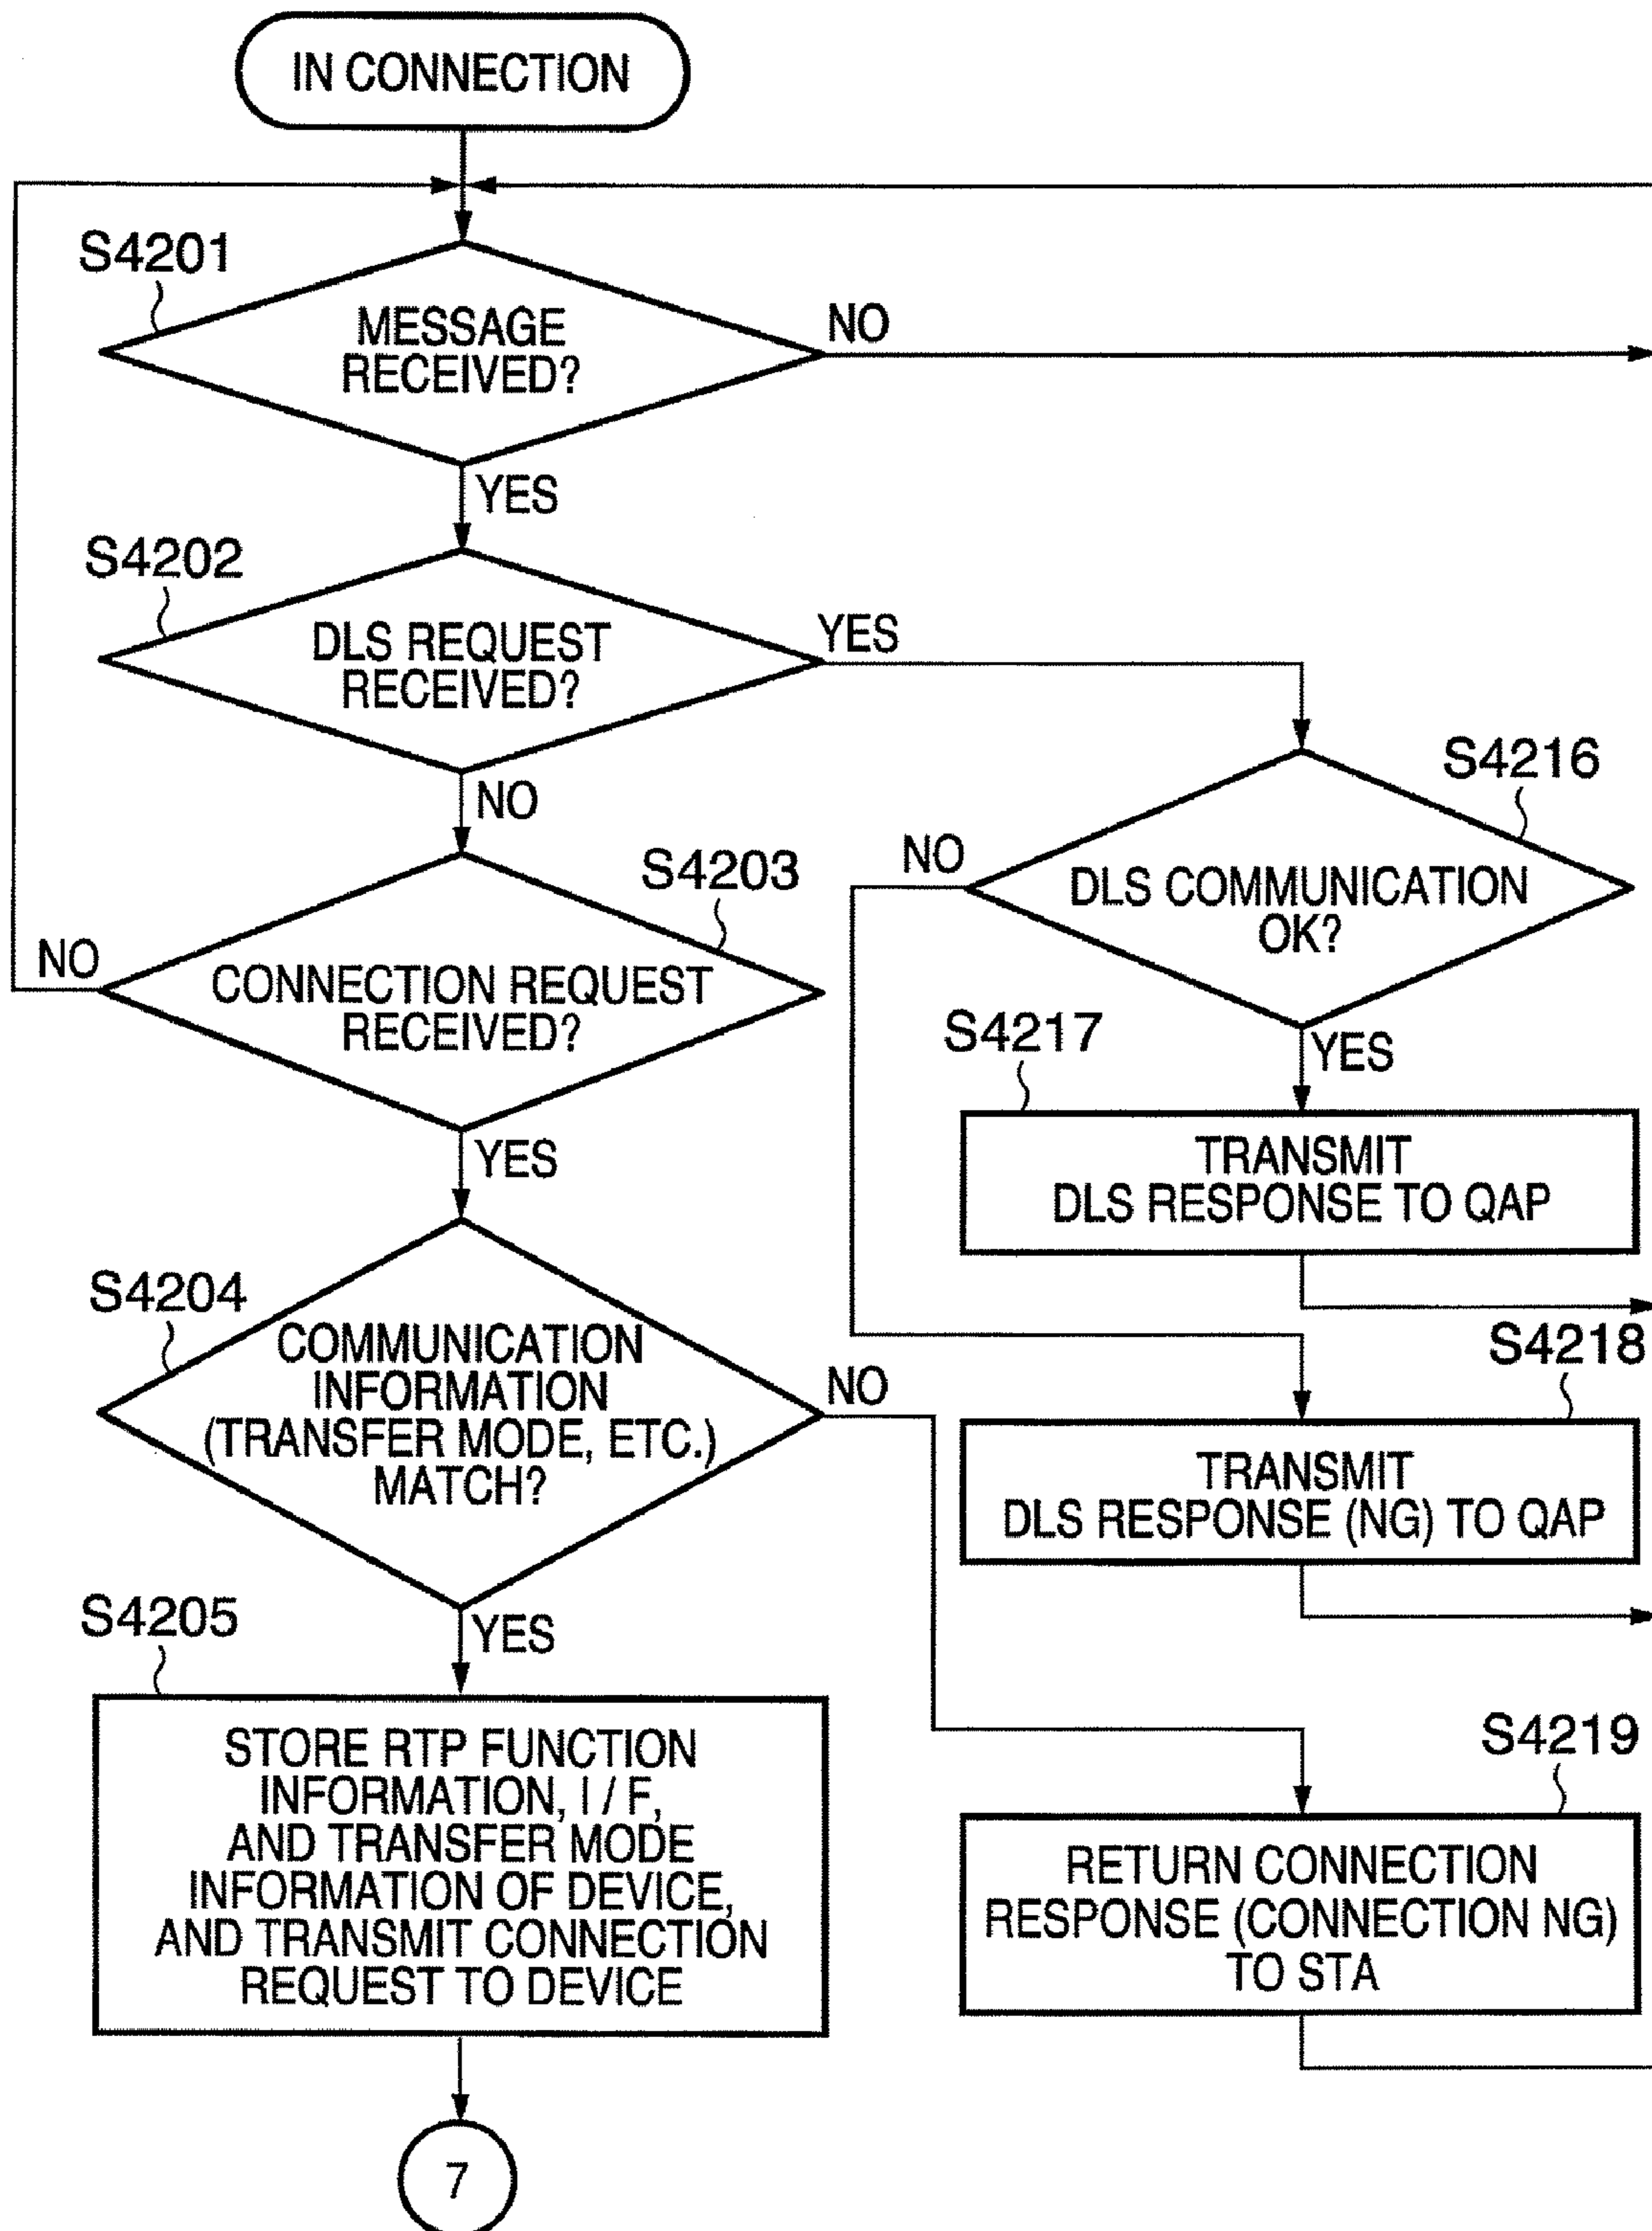 IN CONNECTION
S4201
MESSAGE
RECEIVED?
NO
YES
S4202
DLS REQUEST
RECEIVED?
YES
NO
S4216
DLS COMMUNICATION
OK?
NO
YES
S4203
CONNECTION REQUEST
RECEIVED?
NO
YES
S4217
TRANSMIT
DLS RESPONSE TO QAP
S4204
COMMUNICATION
INFORMATION
(TRANSFER MODE, ETC.)
MATCH?
NO
YES
S4218
TRANSMIT
DLS RESPONSE (NG) TO QAP
S4205
STORE RTP FUNCTION
INFORMATION, I / F,
AND TRANSFER MODE
INFORMATION OF DEVICE,
AND TRANSMIT CONNECTION
REQUEST TO DEVICE
S4219
RETURN CONNECTION
RESPONSE (CONNECTION NG)
TO STA
7